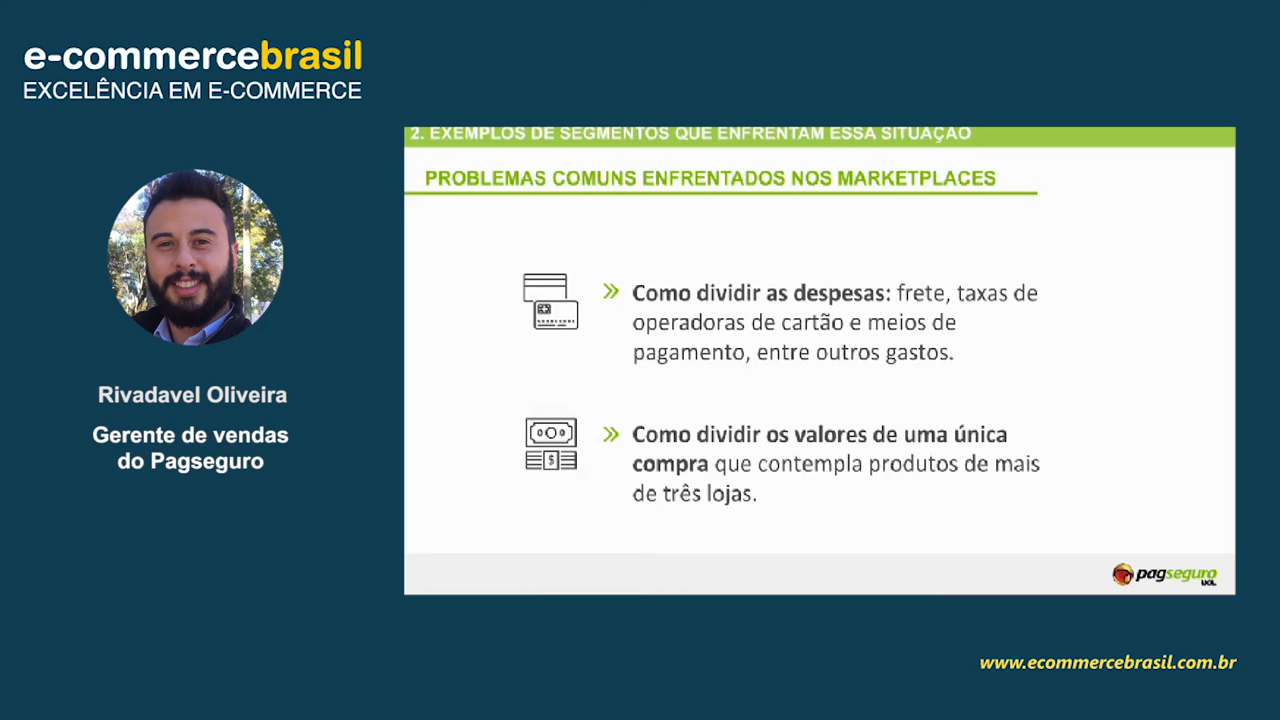 e-commercebrasil
EXCELÊNCIA EM E-COMMERCE
Rivadavel Oliveira
Gerente de vendas
do Pagseguro
2. EXEMPLOS DE SEGMENTOS QUE ENFRENTAM ESSA SITUAÇÃO
PROBLEMAS COMUNS ENFRENTADOS NOS MARKETPLACES
Como dividir as despesas: frete, taxas de
operadoras de cartão e meios de
pagamento, entre outros gastos.
Como dividir os valores de uma única
compra que contempla produtos de mais
de três lojas.
pagseguro
UOL
www.ecommercebrasil.com.br